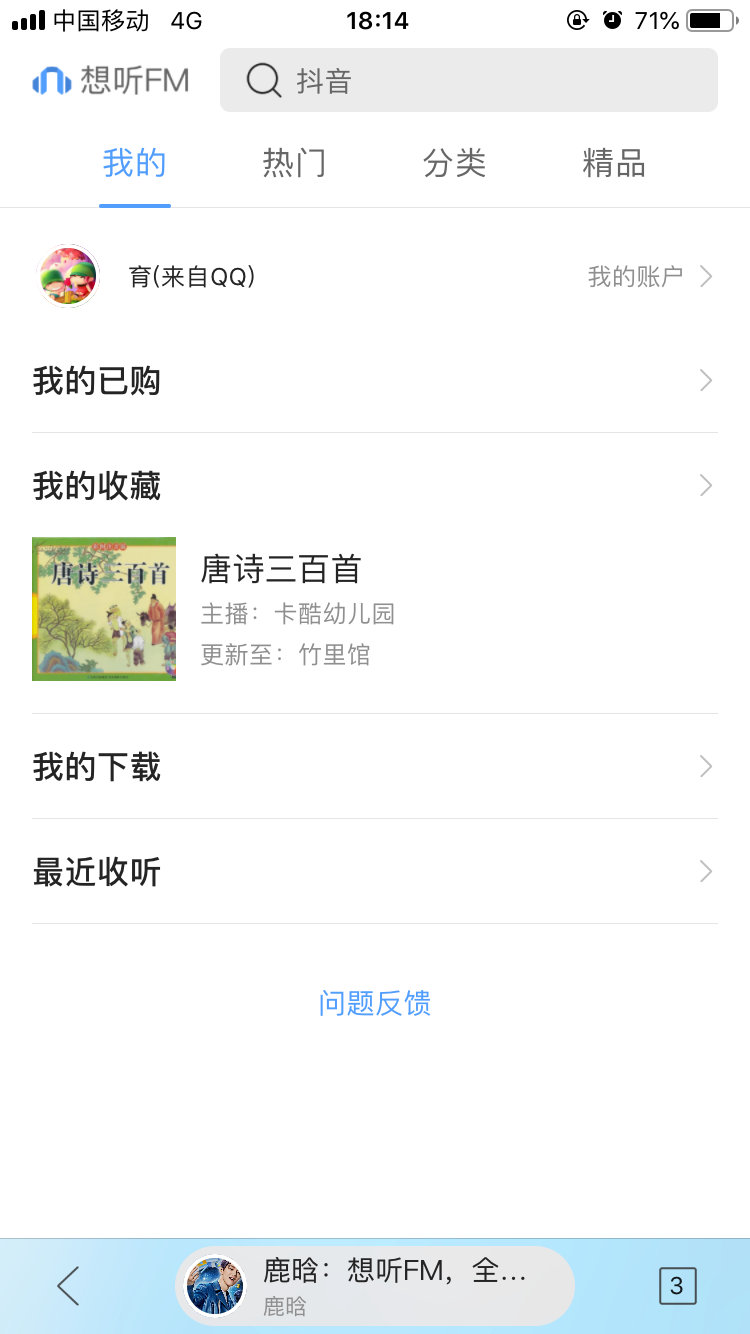 中国移动 4G 18:14 71%
想听FM 抖音
我的 热门 分类 精品
育(来自QQ) 我的账户
我的已购
我的收藏
唐诗三百首
唐诗三百首
主播：卡酷幼儿园
更新至：竹里馆
我的下载
最近收听
问题反馈
鹿晗：想听FM，全...
鹿晗
3